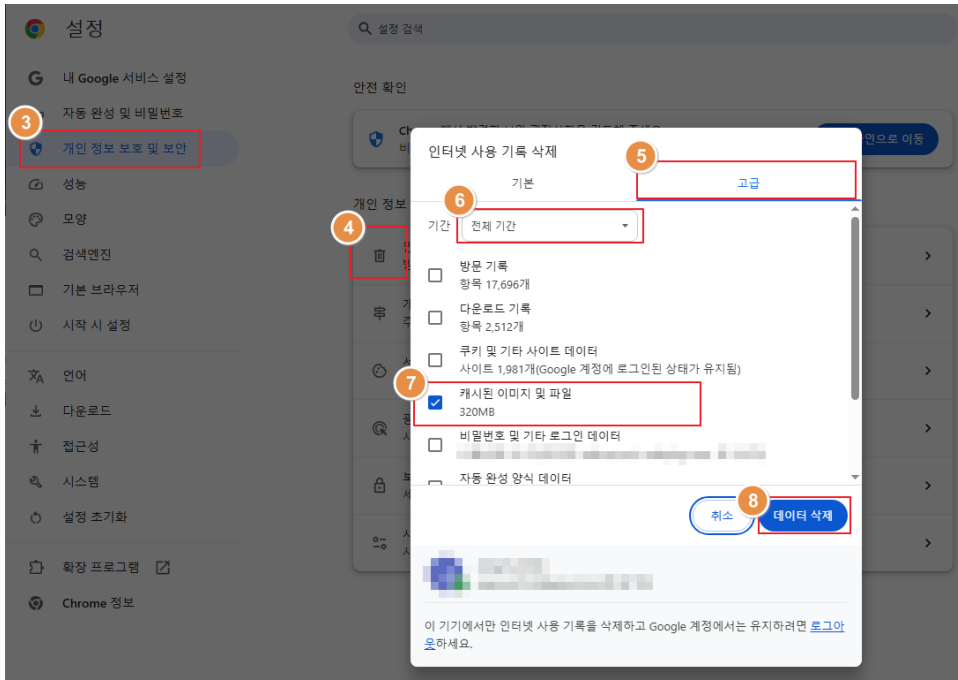 설정
설정 검색
내 Google 서비스 설정
자동 완성 및 비밀번호
3
개인 정보 보호 및 보안
성능
모양
검색엔진
기본 브라우저
시작 시 설정
언어
다운로드
접근성
시스템
설정 초기화
확장 프로그램
Chrome 정보
안전 확인
개인 정보
4
인터넷 사용 기록 삭제
5
기본
고급
6
기간
전체 기간
방문 기록
항목 17,696개
다운로드 기록
항목 2,512개
쿠키 및 기타 사이트 데이터
사이트 1,981개(Google 계정에 로그인된 상태가 유지됨)
7
캐시된 이미지 및 파일
320MB
비밀번호 및 기타 로그인 데이터
자동 완성 양식 데이터
8
취소
데이터 삭제
이 기기에서만 인터넷 사용 기록을 삭제하고 Google 계정에서는 유지하려면 로그아
웃하세요.